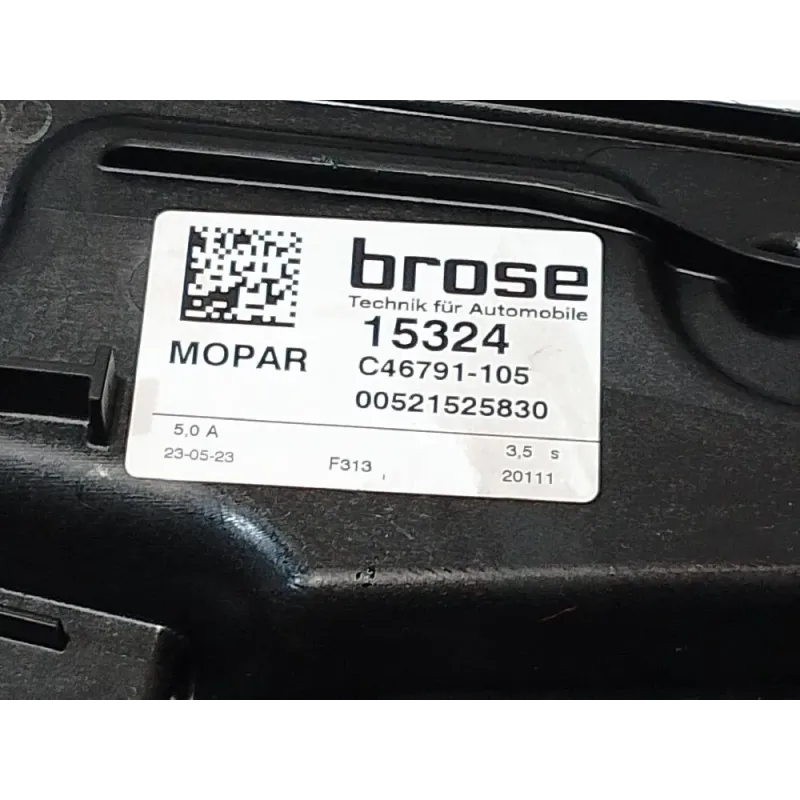 brose
Technik für Automobile
15324
MOPAR
C46791-105
00521525830
5,0 A
3,5 s
23-05-23
F313
20111